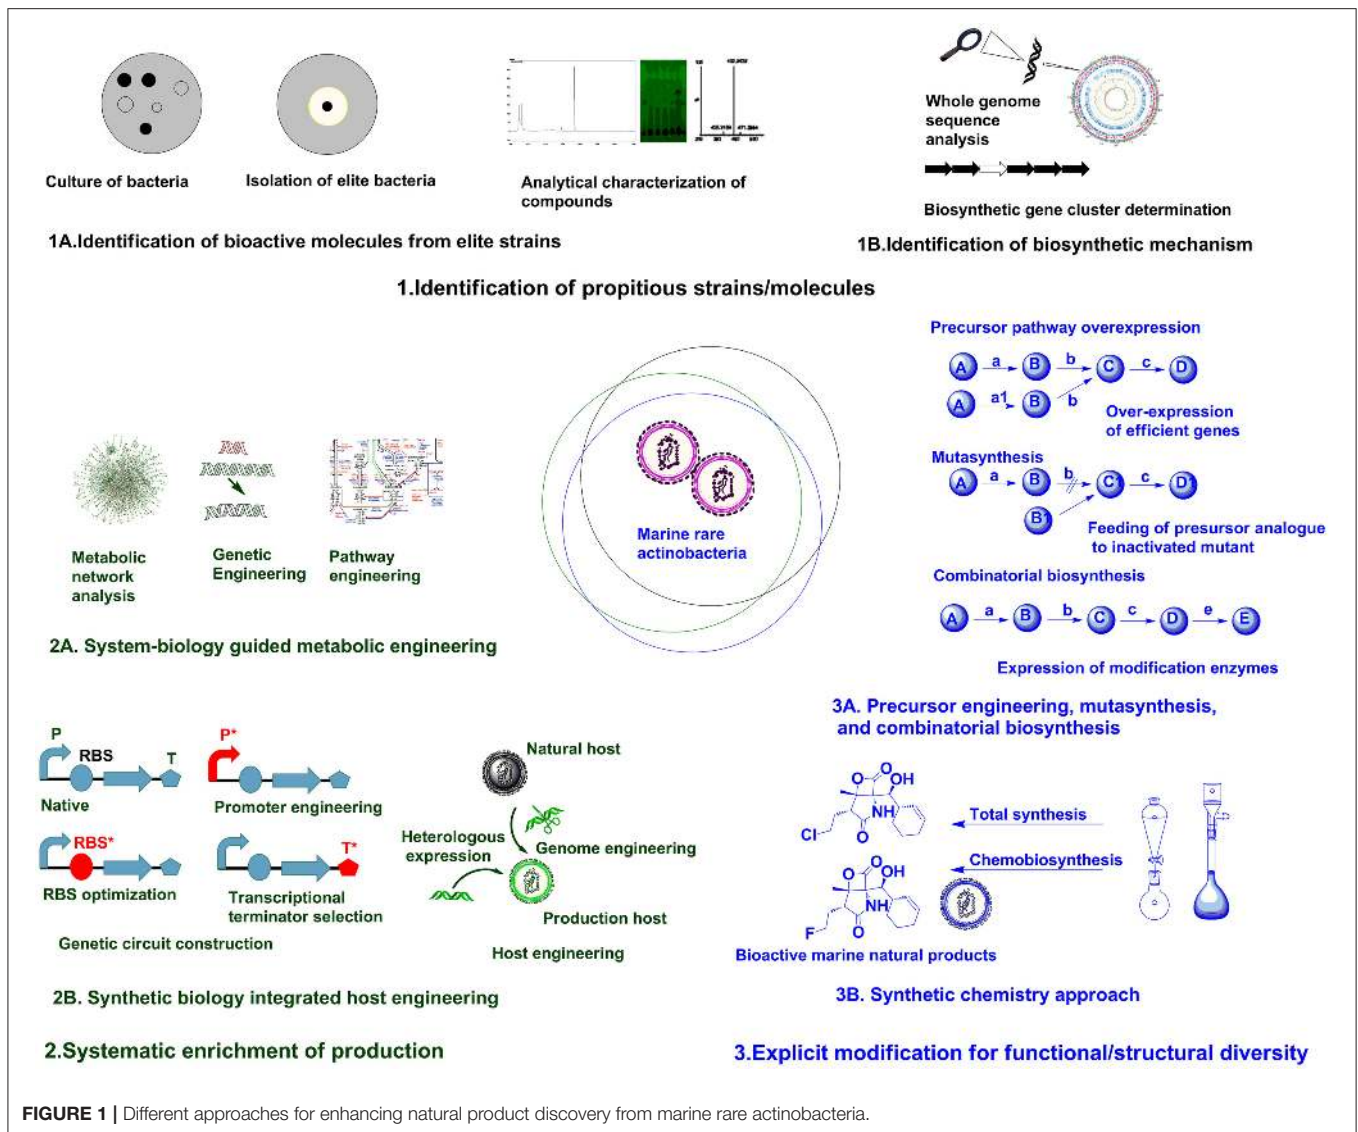 Culture of bacteria
Isolation of elite bacteria
Analytical characterization of
compounds
1A.Identification of bioactive molecules from elite strains
Whole genome
sequence
analysis
Biosynthetic gene cluster determination
1B.Identification of biosynthetic mechanism
1.Identification of propitious strains/molecules
Marine rare
actinobacteria
Metabolic
network
analysis
Genetic
Engineering
Pathway
engineering
2A. System-biology guided metabolic engineering
P
RBS
T
Native
P*
Promoter engineering
RBS*
RBS optimization
T*
Transcriptional
terminator selection
Genetic circuit construction
Natural host
Heterologous
expression
Genome engineering
Production host
Host engineering
2B. Synthetic biology integrated host engineering
2.Systematic enrichment of production
Precursor pathway overexpression
A a B b C c D
A a1 B b
Over-expression
of efficient genes
Mutasynthesis
A a B b C1 c D1
B1
Feeding of presursor analogue
to inactivated mutant
Combinatorial biosynthesis
A a B b C c D e E
Expression of modification enzymes
3A. Precursor engineering, mutasynthesis,
and combinatorial biosynthesis
O
O
OH
NH
Cl
O
Total synthesis
Chemobiosynthesis
O
O
OH
NH
F
O
Bioactive marine natural products
3B. Synthetic chemistry approach
3.Explicit modification for functional/structural diversity
FIGURE 1 | Different approaches for enhancing natural product discovery from marine rare actinobacteria.